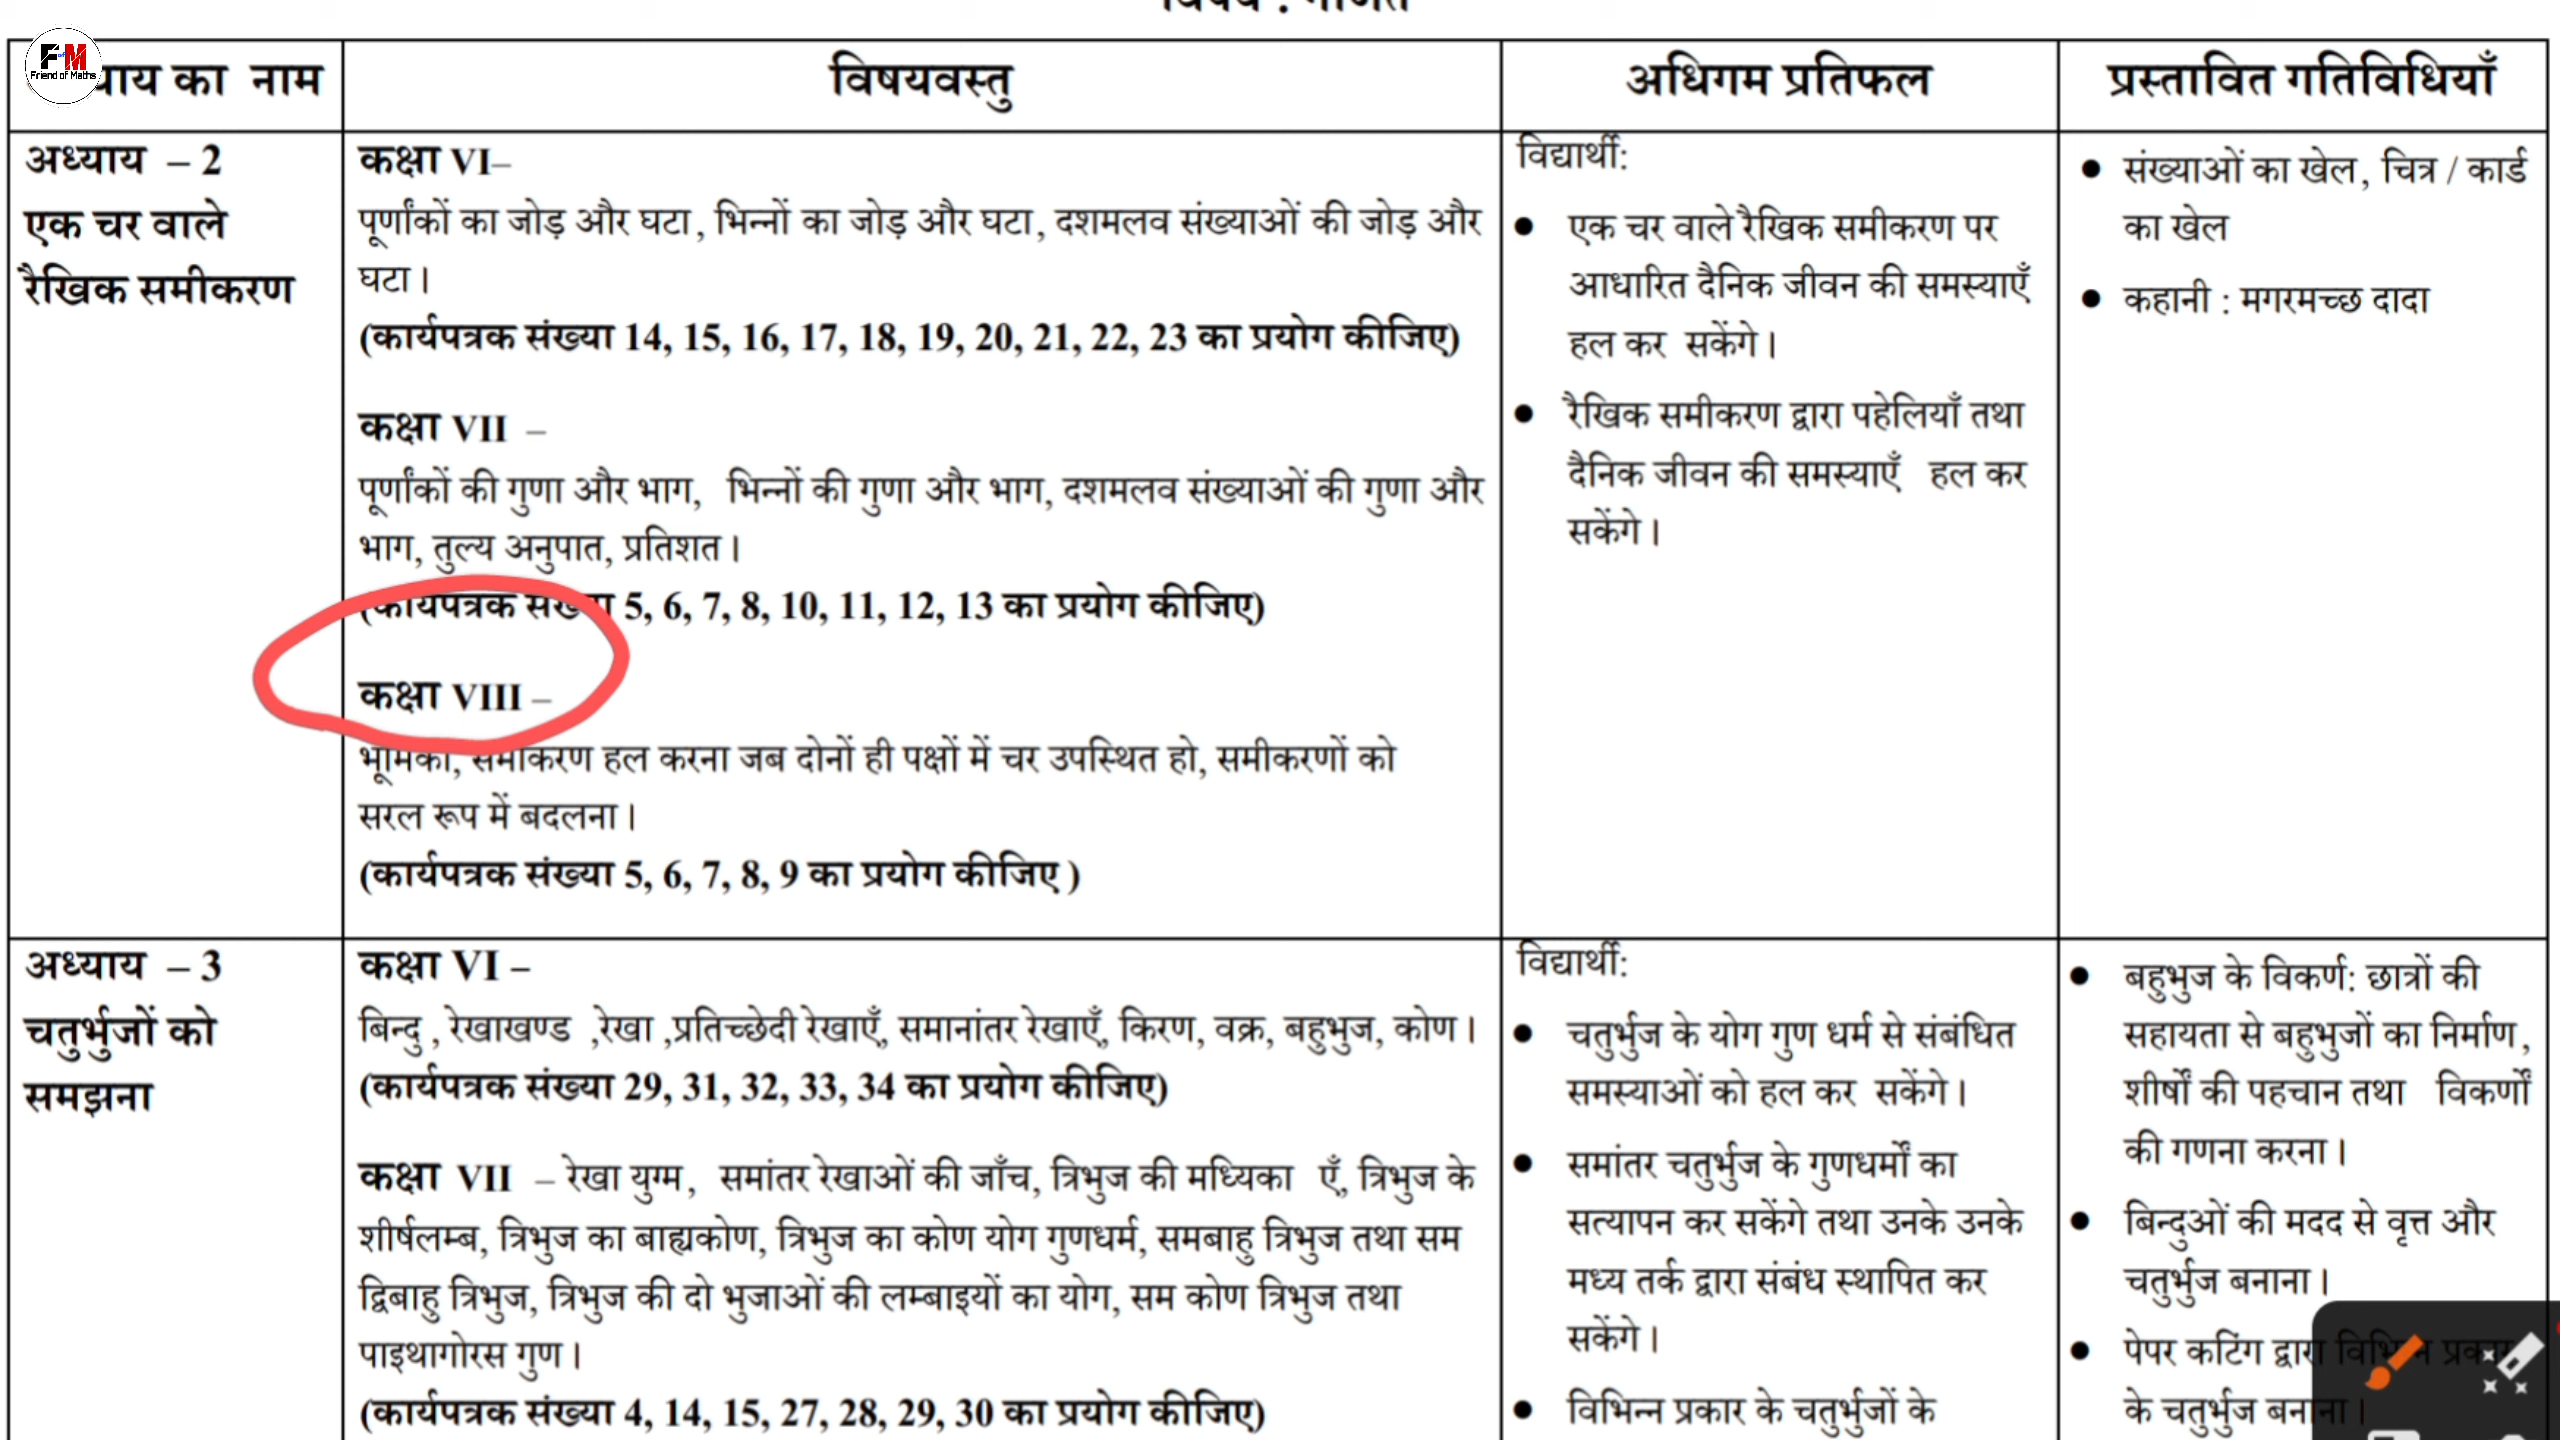 FM
Friend of Maths
याय का नाम
विषयवस्तु
अधिगम प्रतिफल
प्रस्तावित गतिविधियाँ
अध्याय – 2
एक चर वाले
रैखिक समीकरण
कक्षा VI–
पूर्णांकों का जोड़ और घटा, भिन्नों का जोड़ और घटा, दशमलव संख्याओं की जोड़ और
घटा।
(कार्यपत्रक संख्या 14, 15, 16, 17, 18, 19, 20, 21, 22, 23 का प्रयोग कीजिए)
कक्षा VII –
पूर्णांकों की गुणा और भाग, भिन्नों की गुणा और भाग, दशमलव संख्याओं की गुणा और
भाग, तुल्य अनुपात, प्रतिशत।
(कार्यपत्रक संख्या 5, 6, 7, 8, 10, 11, 12, 13 का प्रयोग कीजिए)
कक्षा VIII –
भूमिका, समीकरण हल करना जब दोनों ही पक्षों में चर उपस्थित हो, समीकरणों को
सरल रूप में बदलना।
(कार्यपत्रक संख्या 5, 6, 7, 8, 9 का प्रयोग कीजिए )
विद्यार्थी:
● एक चर वाले रैखिक समीकरण पर
आधारित दैनिक जीवन की समस्याएँ
हल कर सकेंगे।
● रैखिक समीकरण द्वारा पहेलियाँ तथा
दैनिक जीवन की समस्याएँ हल कर
सकेंगे।
● संख्याओं का खेल, चित्र / कार्ड
का खेल
● कहानी : मगरमच्छ दादा
अध्याय – 3
चतुर्भुजों को
समझना
कक्षा VI –
बिन्दु , रेखाखण्ड ,रेखा ,प्रतिच्छेदी रेखाएँ, समानांतर रेखाएँ, किरण, वक्र, बहुभुज, कोण।
(कार्यपत्रक संख्या 29, 31, 32, 33, 34 का प्रयोग कीजिए)
कक्षा VII – रेखा युग्म, समांतर रेखाओं की जाँच, त्रिभुज की मध्यिका एँ, त्रिभुज के
शीर्षलम्ब, त्रिभुज का बाह्यकोण, त्रिभुज का कोण योग गुणधर्म, समबाहु त्रिभुज तथा सम
द्विबाहु त्रिभुज, त्रिभुज की दो भुजाओं की लम्बाइयों का योग, सम कोण त्रिभुज तथा
पाइथागोरस गुण।
(कार्यपत्रक संख्या 4, 14, 15, 27, 28, 29, 30 का प्रयोग कीजिए)
विद्यार्थी:
● चतुर्भुज के योग गुण धर्म से संबंधित
समस्याओं को हल कर सकेंगे।
● समांतर चतुर्भुज के गुणधर्मों का
सत्यापन कर सकेंगे तथा उनके उनके
मध्य तर्क द्वारा संबंध स्थापित कर
सकेंगे।
● विभिन्न प्रकार के चतुर्भुजों के
● बहुभुज के विकर्ण: छात्रों की
सहायता से बहुभुजों का निर्माण,
शीर्षों की पहचान तथा विकर्णों
की गणना करना।
● बिन्दुओं की मदद से वृत्त और
चतुर्भुज बनाना।
● पेपर कटिंग द्वारा विभिन्न प्रकार
के चतुर्भुज बनाना।